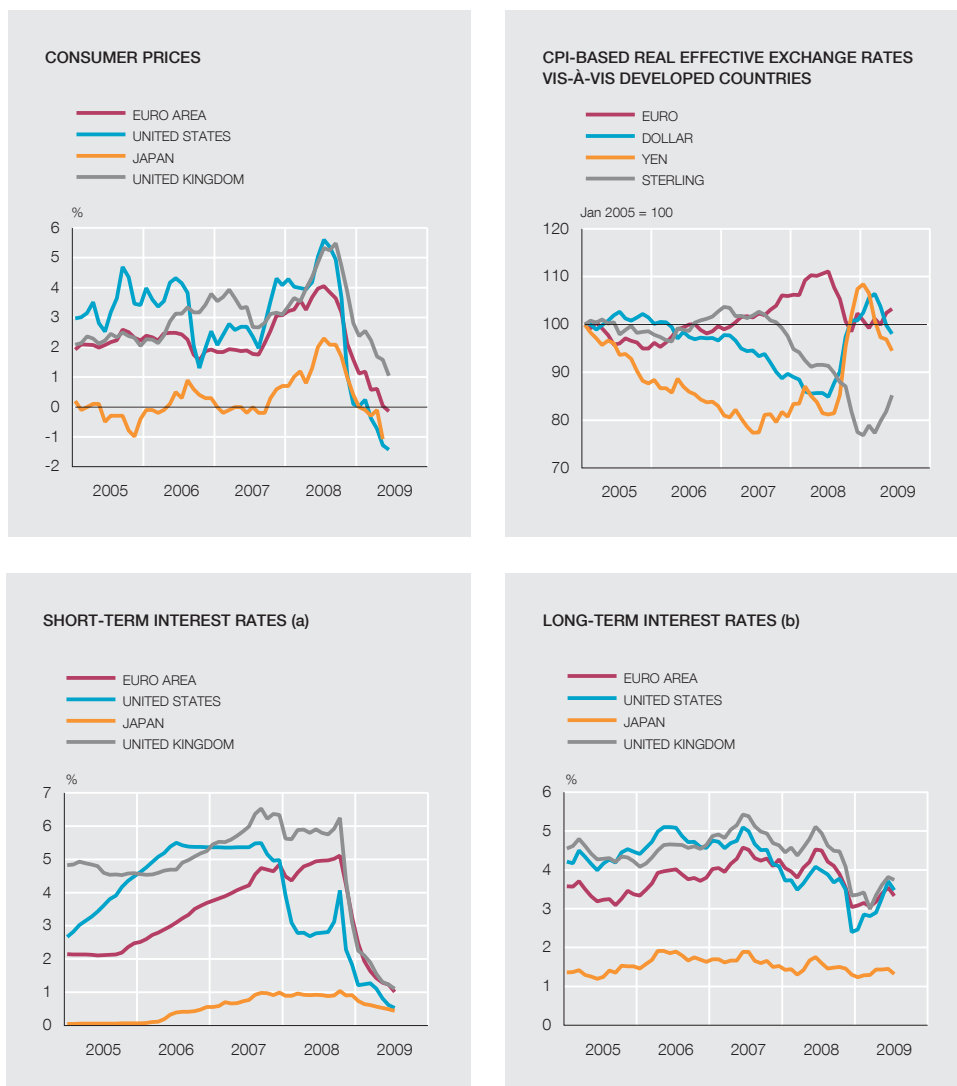 CONSUMER PRICES
EURO AREA
UNITED STATES
JAPAN
UNITED KINGDOM
%
6
5
4
3
2
1
0
-1
-2
2005 2006 2007 2008 2009
CPI-BASED REAL EFFECTIVE EXCHANGE RATES
VIS-À-VIS DEVELOPED COUNTRIES
EURO
DOLLAR
YEN
STERLING
Jan 2005 = 100
120
110
100
90
80
70
2005 2006 2007 2008 2009
SHORT-TERM INTEREST RATES (a)
EURO AREA
UNITED STATES
JAPAN
UNITED KINGDOM
%
7
6
5
4
3
2
1
0
2005 2006 2007 2008 2009
LONG-TERM INTEREST RATES (b)
EURO AREA
UNITED STATES
JAPAN
UNITED KINGDOM
%
6
5
4
3
2
1
0
2005 2006 2007 2008 2009